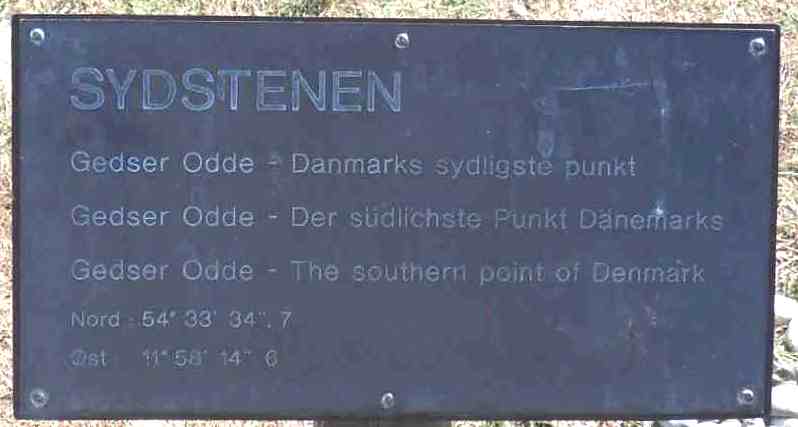 SYDSTENEN
Gedser Odde - Danmarks sydligste punkt
Gedser Odde - Der südlichste Punkt Dänemarks
Gedser Odde - The southern point of Denmark
Nord : 54° 33' 34", 7
Øst : 11° 58' 14" 6